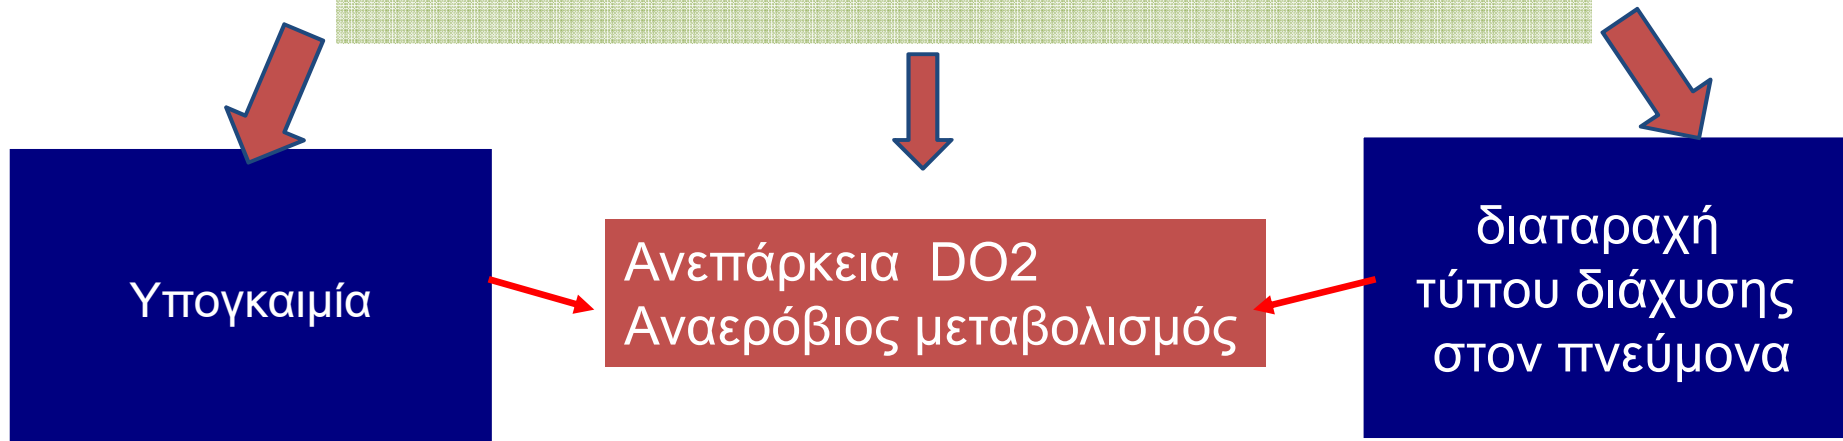 Υπογκαιμία
Ανεπάρκεια DO2
Αναερόβιος μεταβολισμός
διαταραχή
τύπου διάχυσης
στον πνεύμονα